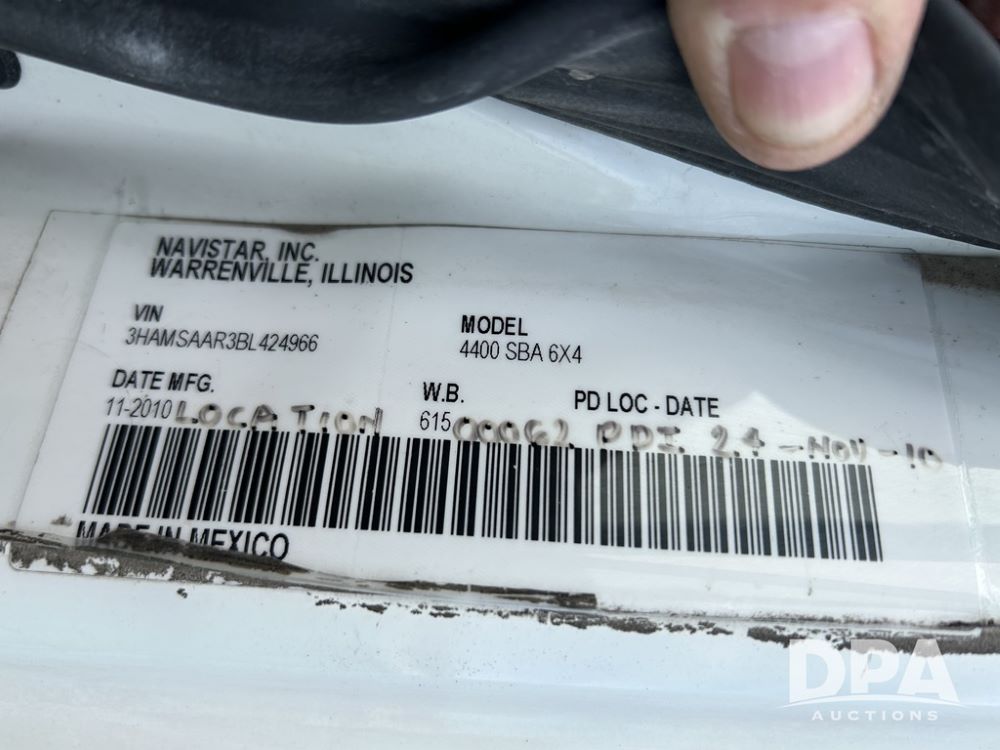 NAVISTAR, INC.
WARRENVILLE, ILLINOIS
VIN
3HAMSAAR3BL424966
MODEL
4400 SBA 6X4
DATE MFG.
11-2010
W.B.
615
PD LOC - DATE
LOCATION 00062 PDI 24-NOV-10
MADE IN MEXICO
DPA
AUCTIONS